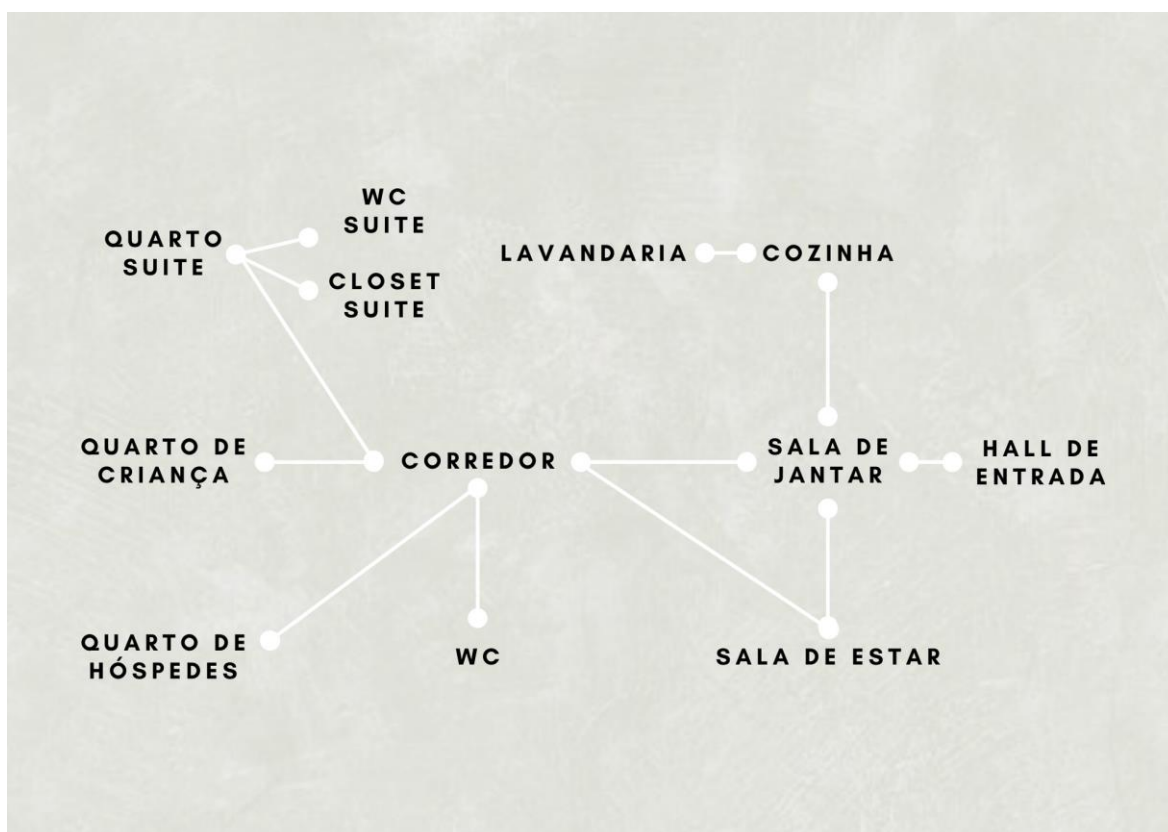 WC
SUITE
QUARTO
SUITE
CLOSET
SUITE
LAVANDARIA
COZINHA
QUARTO DE
CRIANÇA
CORREDOR
SALA DE
JANTAR
HALL DE
ENTRADA
QUARTO DE
HÓSPEDES
WC
SALA DE ESTAR